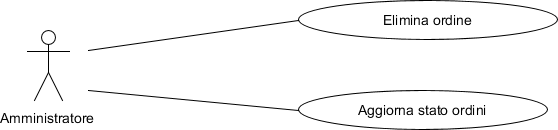 Elimina ordine
Amministratore
Aggiorna stato ordini